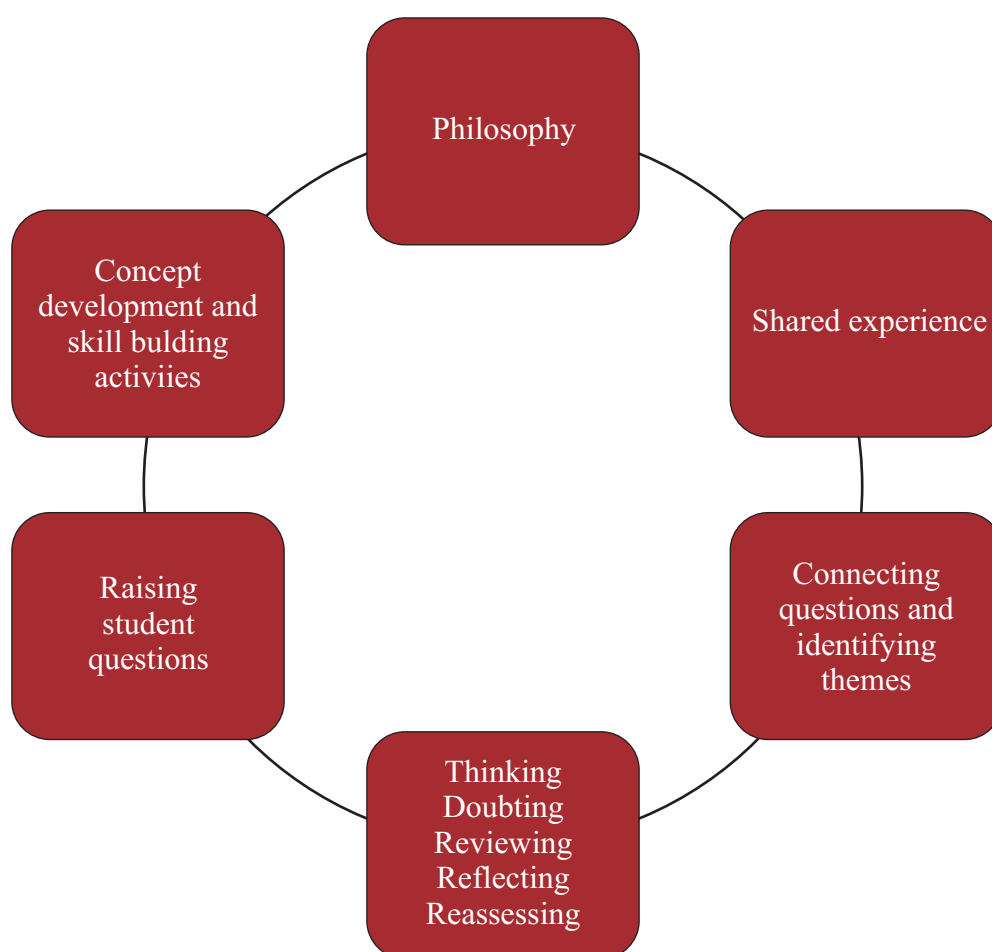 Philosophy
Concept
development and
skill bulding
activiies
Shared experience
Raising
student
questions
Connecting
questions and
identifying
themes
Thinking
Doubting
Reviewing
Reflecting
Reassessing